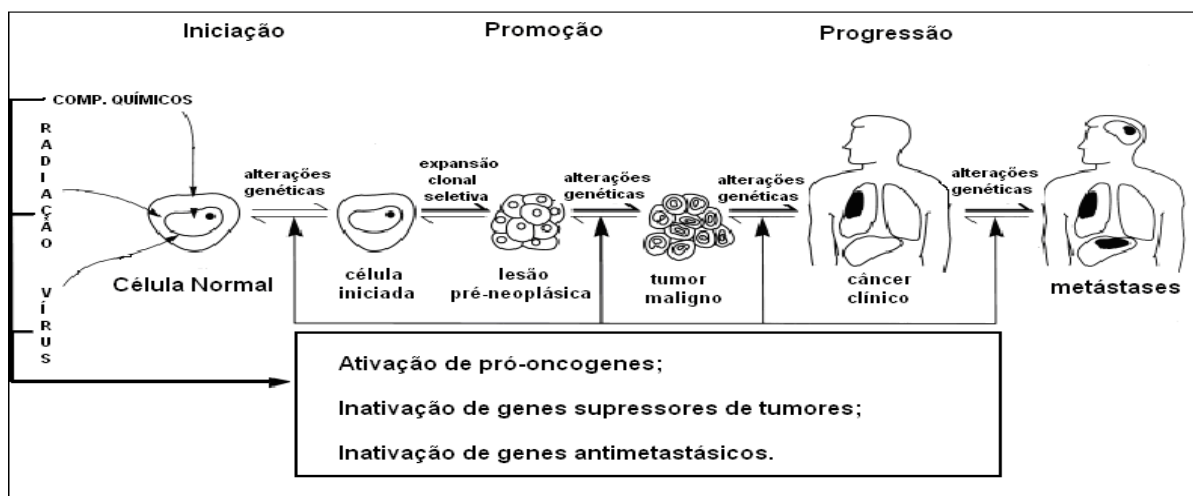 Iniciação
Promoção
Progressão
COMP. QUÍMICOS
RADIAÇÃO
VÍRUS
alterações
genéticas
expansão
clonal
seletiva
alterações
genéticas
alterações
genéticas
alterações
genéticas
Célula Normal
célula
iniciada
lesão
pré-neoplásica
tumor
maligno
câncer
clínico
metástases
Ativação de pró-oncogenes;
Inativação de genes supressores de tumores;
Inativação de genes antimetastásicos.